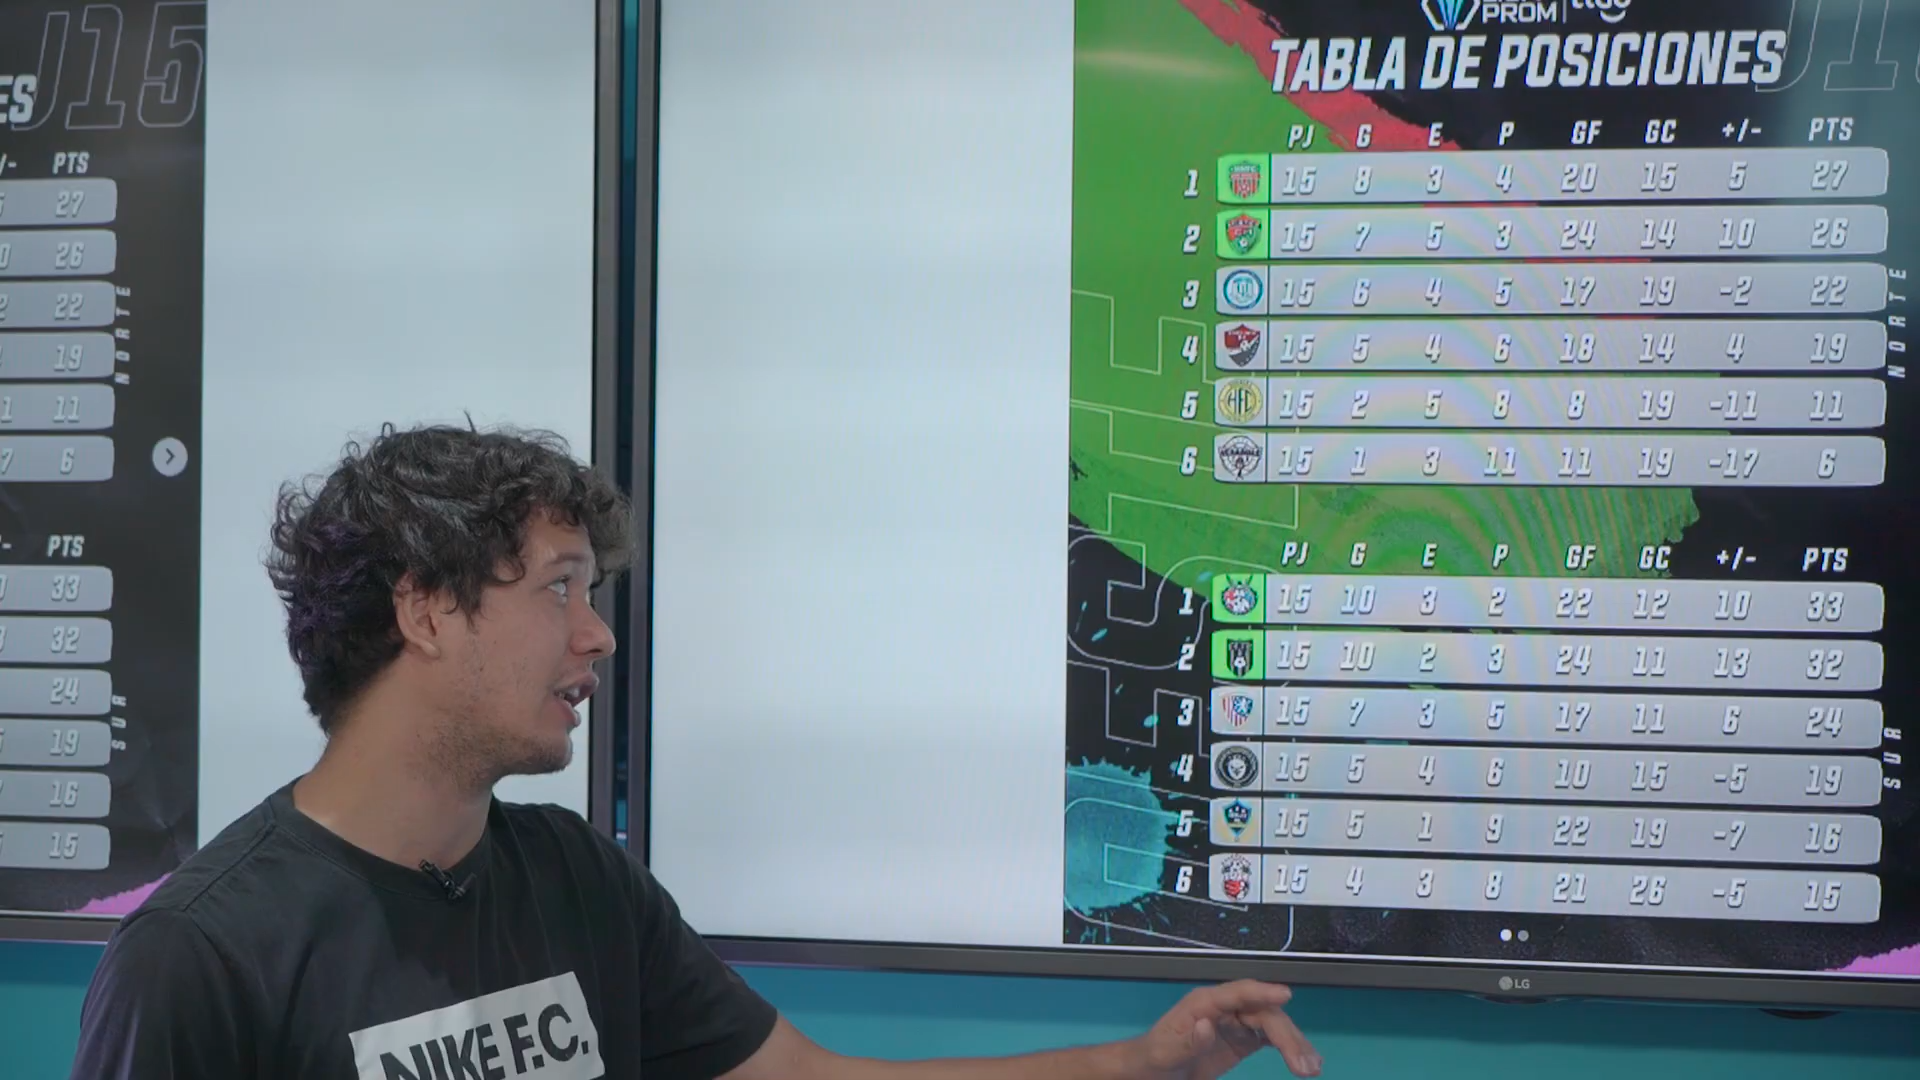 J15
ES
/- PTS
27
26
22
19
11
6
NORTE
PTS
33
32
24
19
16
15
SUR
PROM | tigo
TABLA DE POSICIONES
PJ G E P GF GC +/- PTS
1 15 8 3 4 20 15 5 27
2 15 7 5 3 24 14 10 26
3 15 6 4 5 17 19 -2 22
4 15 5 4 6 18 14 4 19
5 HFC 15 2 5 8 8 19 -11 11
6 15 1 3 11 11 19 -17 6
NORTE
PJ G E P GF GC +/- PTS
1 15 10 3 2 22 12 10 33
2 15 10 2 3 24 11 13 32
3 15 7 3 5 17 11 6 24
4 15 5 4 6 10 15 -5 19
5 15 5 1 9 22 19 -7 16
6 15 4 3 8 21 26 -5 15
SUR
LG
NIKE F.C.